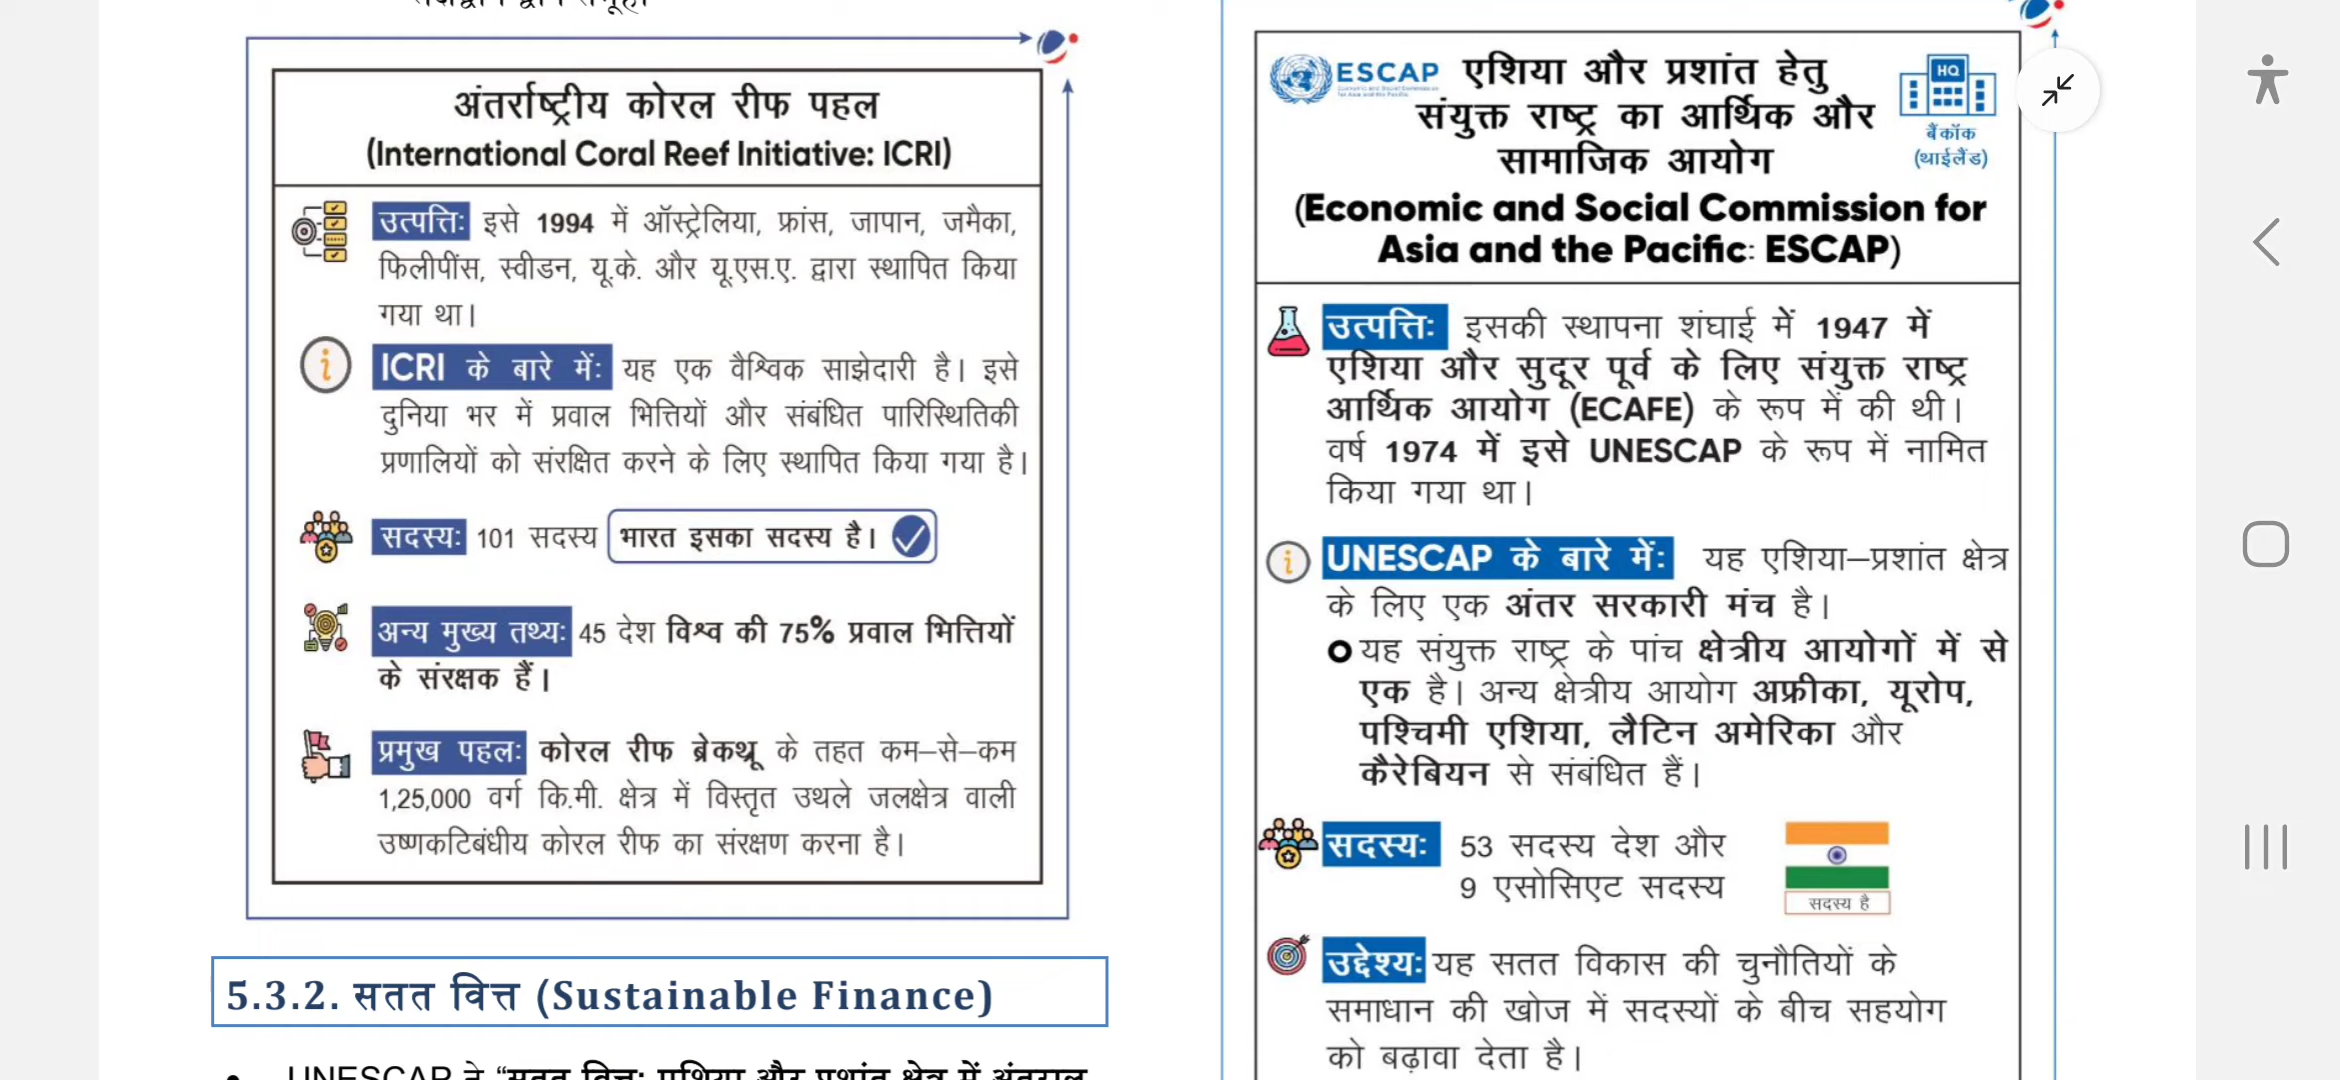 अंतर्राष्ट्रीय कोरल रीफ पहल
(International Coral Reef Initiative: ICRI)
उत्पत्ति: इसे 1994 में ऑस्ट्रेलिया, फ्रांस, जापान, जमैका,
फिलीपींस, स्वीडन, यू.के. और यू.एस.ए. द्वारा स्थापित किया
गया था।
ICRI के बारे में: यह एक वैश्विक साझेदारी है। इसे
दुनिया भर में प्रवाल भित्तियों और संबंधित पारिस्थितिकी
प्रणालियों को संरक्षित करने के लिए स्थापित किया गया है।
सदस्य: 101 सदस्य भारत इसका सदस्य है।
अन्य मुख्य तथ्य: 45 देश विश्व की 75% प्रवाल भित्तियों
के संरक्षक हैं।
प्रमुख पहल: कोरल रीफ ब्रेकथ्रू के तहत कम–से–कम
1,25,000 वर्ग कि.मी. क्षेत्र में विस्तृत उथले जलक्षेत्र वाली
उष्णकटिबंधीय कोरल रीफ का संरक्षण करना है।
5.3.2. सतत वित्त (Sustainable Finance)
UNESCAP ने “सतत वित्त: एशिया और प्रशांत क्षेत्र में अंतराल
ESCAP एशिया और प्रशांत हेतु
संयुक्त राष्ट्र का आर्थिक और
सामाजिक आयोग
HQ
बैंकॉक
(थाईलैंड)
(Economic and Social Commission for
Asia and the Pacific: ESCAP)
उत्पत्ति: इसकी स्थापना शंघाई में 1947 में
एशिया और सुदूर पूर्व के लिए संयुक्त राष्ट्र
आर्थिक आयोग (ECAFE) के रूप में की थी।
वर्ष 1974 में इसे UNESCAP के रूप में नामित
किया गया था।
UNESCAP के बारे में: यह एशिया–प्रशांत क्षेत्र
के लिए एक अंतर सरकारी मंच है।
यह संयुक्त राष्ट्र के पांच क्षेत्रीय आयोगों में से
एक है। अन्य क्षेत्रीय आयोग अफ्रीका, यूरोप,
पश्चिमी एशिया, लैटिन अमेरिका और
कैरेबियन से संबंधित हैं।
सदस्य: 53 सदस्य देश और
9 एसोसिएट सदस्य
सदस्य है
उद्देश्य: यह सतत विकास की चुनौतियों के
समाधान की खोज में सदस्यों के बीच सहयोग
को बढ़ावा देता है।